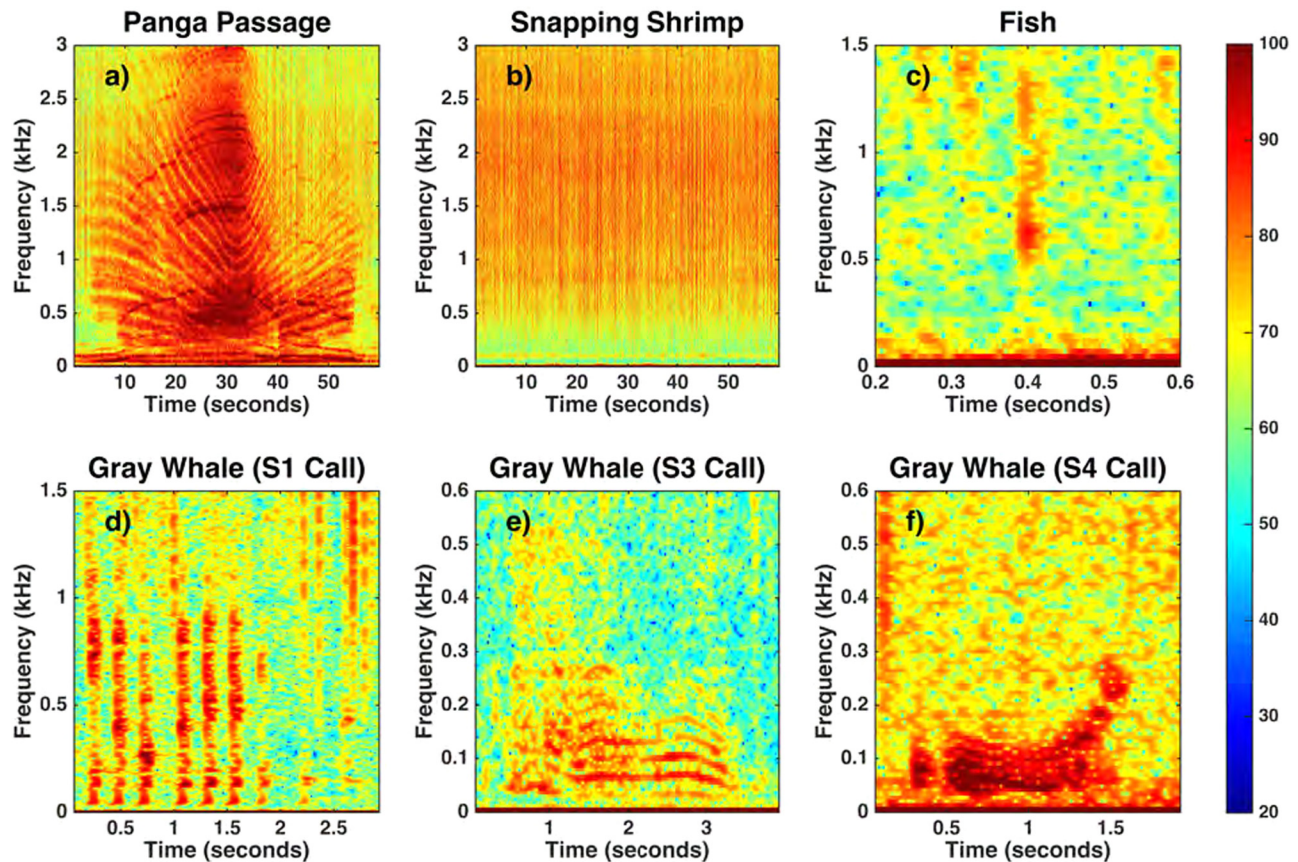 Panga Passage
Snapping Shrimp
Fish
a)
b)
c)
Frequency (kHz)
3
2.5
2
1.5
1
0.5
0
10 20 30 40 50
Time (seconds)
Frequency (kHz)
3
2.5
2
1.5
1
0.5
0
10 20 30 40 50
Time (seconds)
Frequency (kHz)
1.5
1
0.5
0
0.2 0.3 0.4 0.5 0.6
Time (seconds)
Gray Whale (S1 Call)
Gray Whale (S3 Call)
Gray Whale (S4 Call)
d)
e)
f)
Frequency (kHz)
1.5
1
0.5
0
0.5 1 1.5 2 2.5
Time (seconds)
Frequency (kHz)
0.6
0.5
0.4
0.3
0.2
0.1
0
1 2 3
Time (seconds)
Frequency (kHz)
0.6
0.5
0.4
0.3
0.2
0.1
0
0.5 1 1.5
Time (seconds)
100
90
80
70
60
50
40
30
20